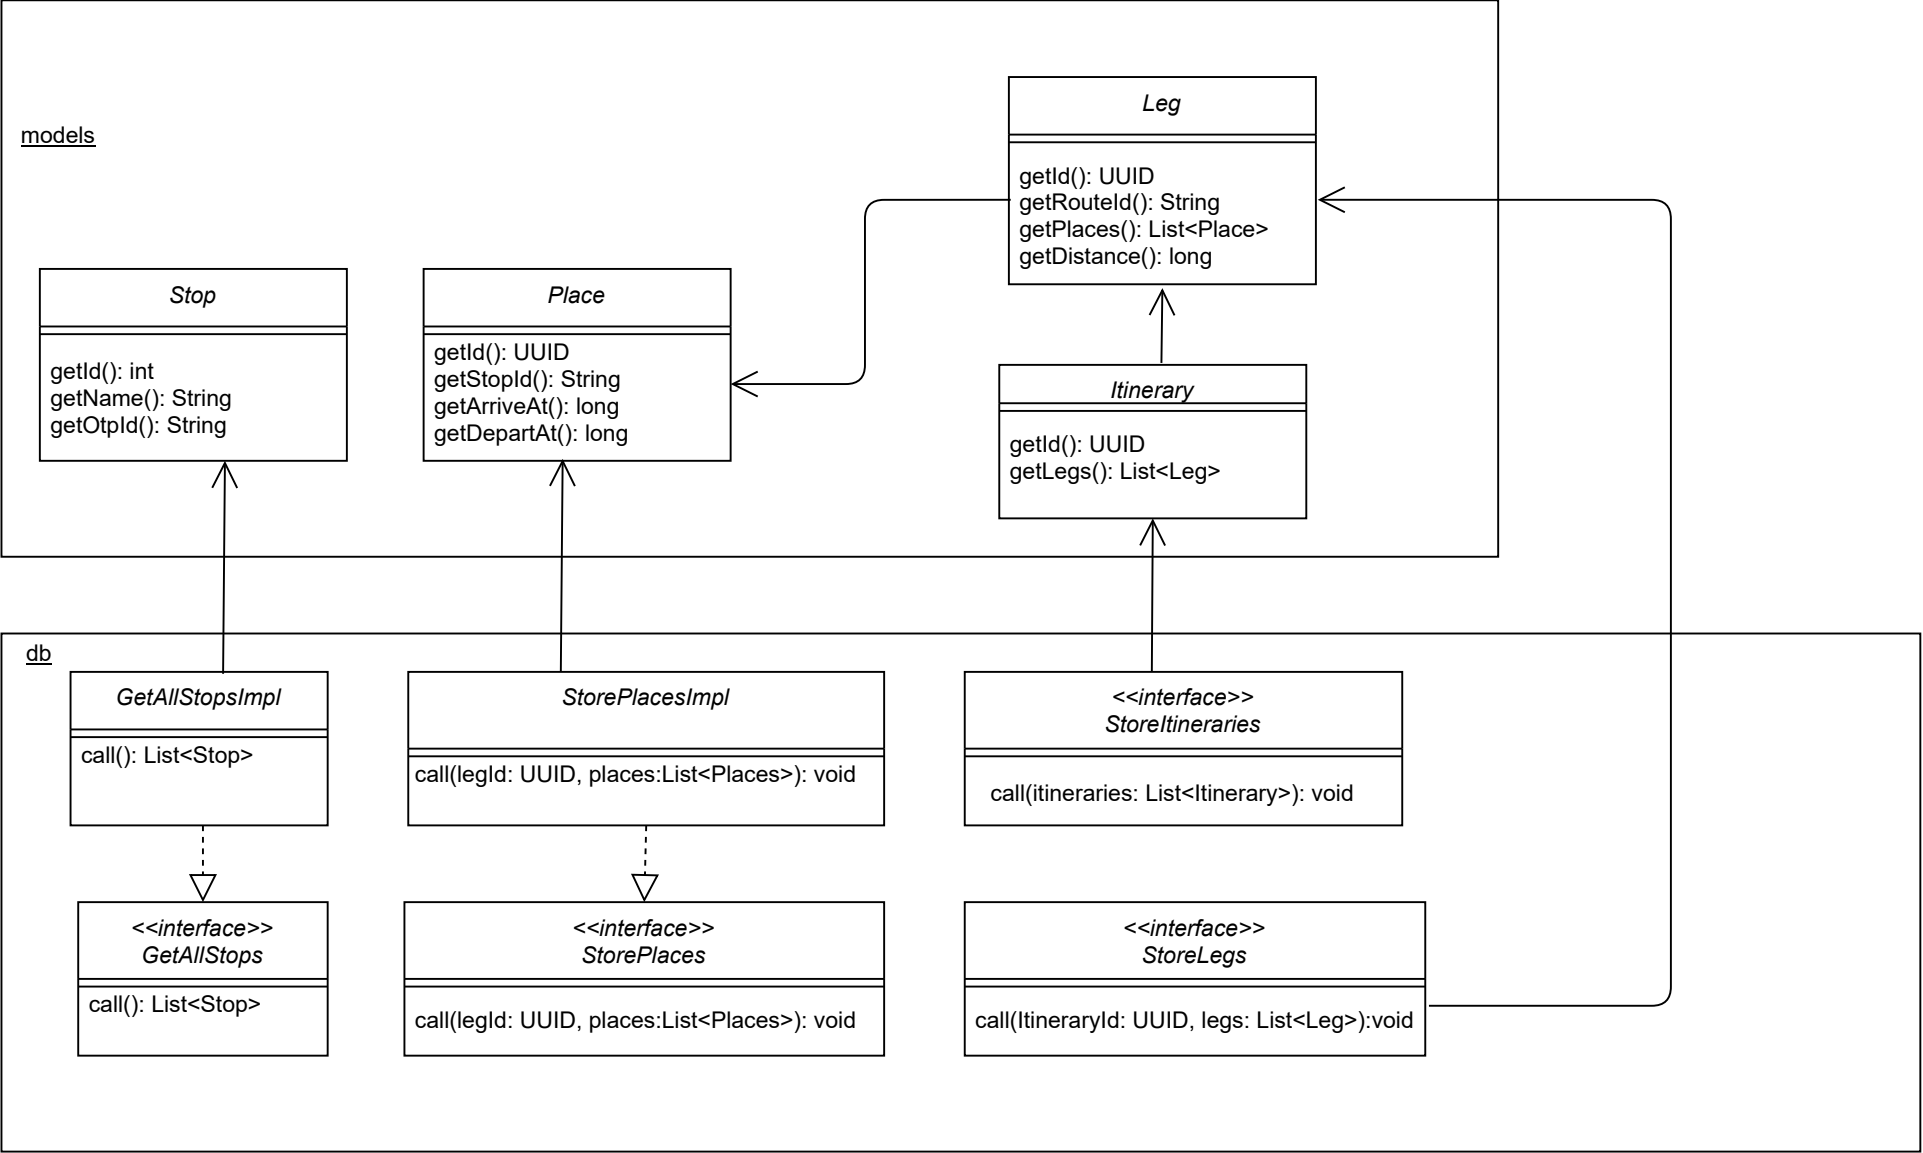 models
Leg
getId(): UUID
getRouteId(): String
getPlaces(): List<Place>
getDistance(): long
Stop
getId(): int
getName(): String
getOtpId(): String
Place
getId(): UUID
getStopId(): String
getArriveAt(): long
getDepartAt(): long
Itinerary
getId(): UUID
getLegs(): List<Leg>
db
GetAllStopsImpl
call(): List<Stop>
StorePlacesImpl
call(legId: UUID, places:List<Places>): void
<<interface>>
StoreItineraries
call(itineraries: List<Itinerary>): void
<<interface>>
GetAllStops
call(): List<Stop>
<<interface>>
StorePlaces
call(legId: UUID, places:List<Places>): void
<<interface>>
StoreLegs
call(ItineraryId: UUID, legs: List<Leg>):void